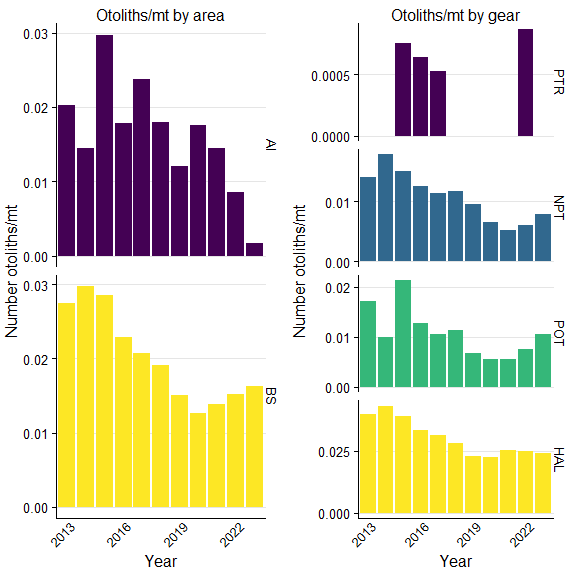 Otoliths/mt by area
Number otoliths/mt
0.03
0.02
0.01
0.00
AI
0.03
0.02
0.01
0.00
BS
2013
2016
2019
2022
Year
Otoliths/mt by gear
Number otoliths/mt
0.0005
0.0000
PTR
0.01
0.00
NPT
0.02
0.01
0.00
POT
0.025
0.000
HAL
2013
2016
2019
2022
Year